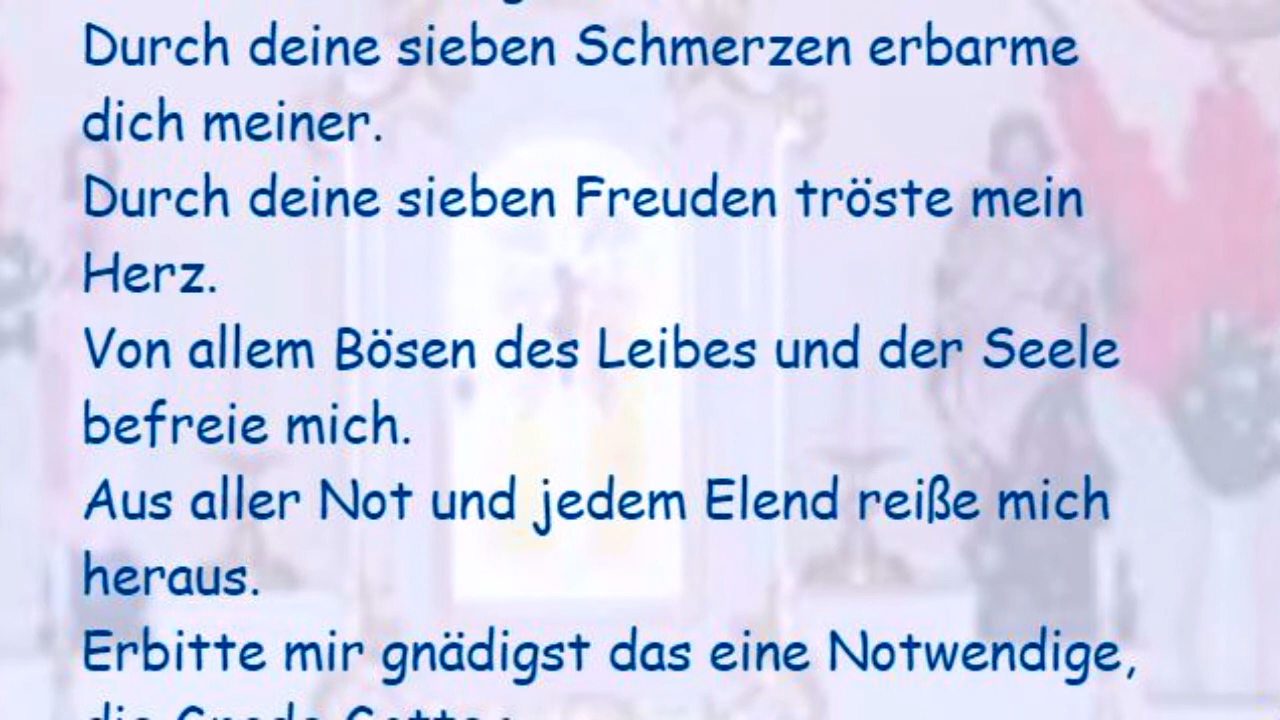 Durch deine sieben Schmerzen erbarme
dich meiner.
Durch deine sieben Freuden tröste mein
Herz.
Von allem Bösen des Leibes und der Seele
befreie mich.
Aus aller Not und jedem Elend reiße mich
heraus.
Erbitte mir gnädigst das eine Notwendige,